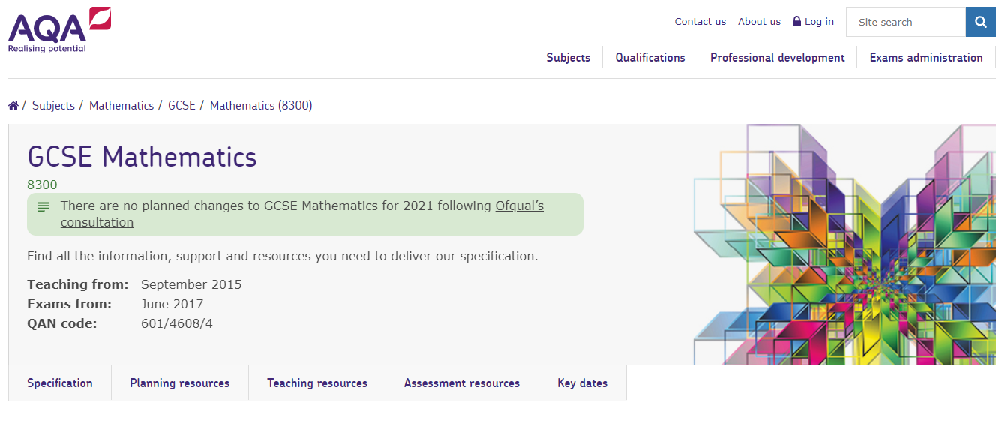 AQA
Realising potential
Contact us
About us
Log in
Site search
Subjects
Qualifications
Professional development
Exams administration
/ Subjects / Mathematics / GCSE / Mathematics (8300)
GCSE Mathematics
8300
There are no planned changes to GCSE Mathematics for 2021 following Ofqual’s
consultation
Find all the information, support and resources you need to deliver our specification.
Teaching from: September 2015
Exams from: June 2017
QAN code: 601/4608/4
Specification
Planning resources
Teaching resources
Assessment resources
Key dates